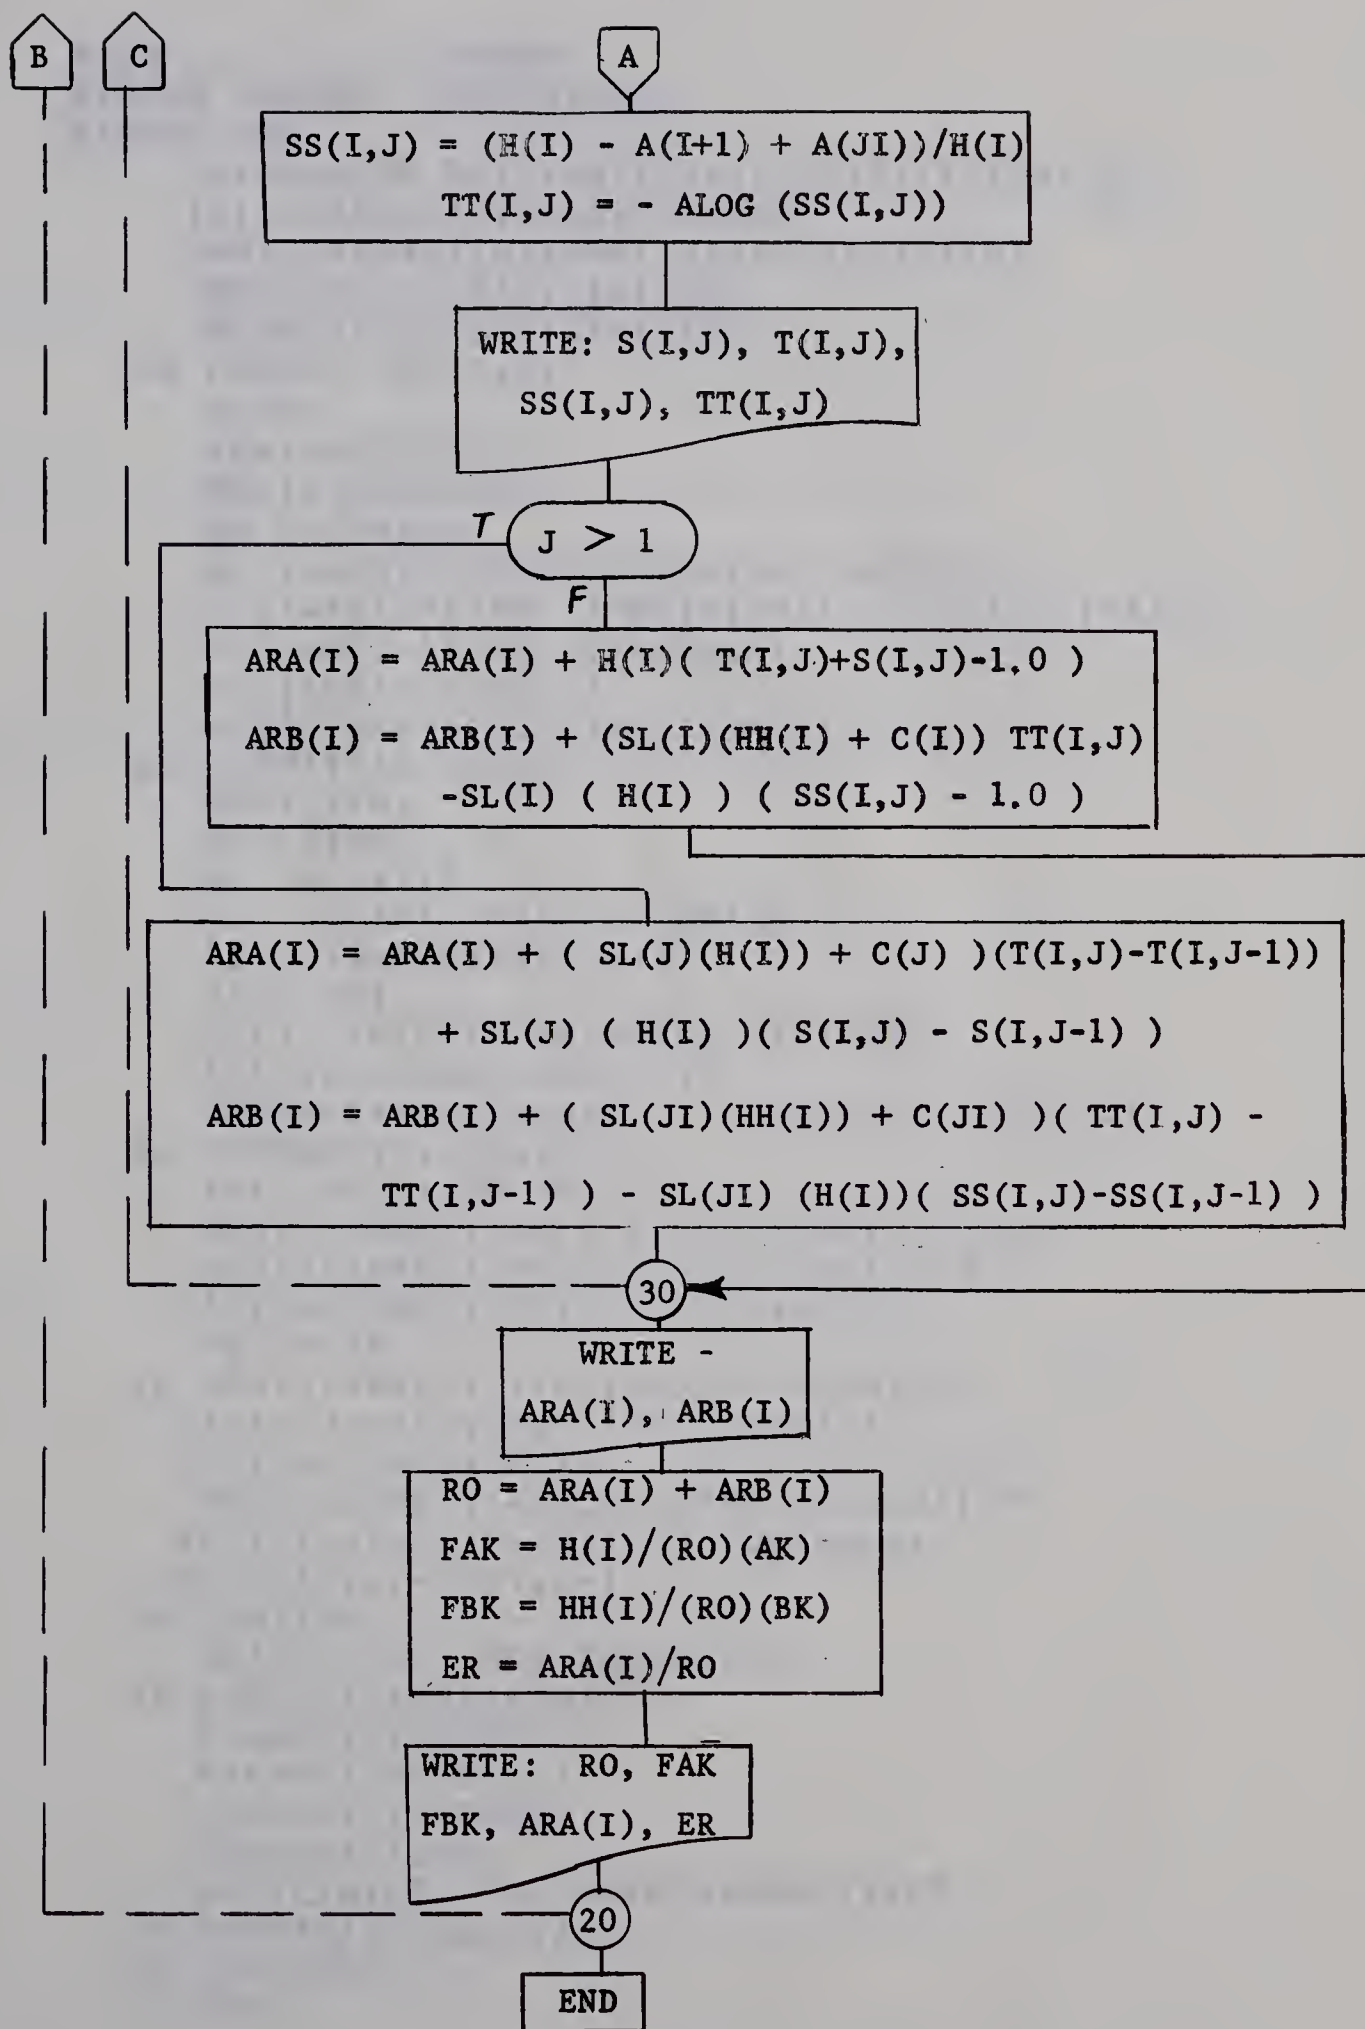 B
C
A
SS(I,J) = (H(I) - A(I+1) + A(JI))/H(I)
TT(I,J) = - ALOG (SS(I,J))
WRITE: S(I,J), T(I,J),
SS(I,J), TT(I,J)
T
J > 1
F
ARA(I) = ARA(I) + H(I)( T(I,J)+S(I,J)-1.0 )
ARB(I) = ARB(I) + (SL(I)(HH(I) + C(I)) TT(I,J)
-SL(I) ( H(I) ) ( SS(I,J) - 1.0 )
ARA(I) = ARA(I) + ( SL(J)(H(I)) + C(J) )(T(I,J)-T(I,J-1))
+ SL(J) ( H(I) )( S(I,J) - S(I,J-1) )
ARB(I) = ARB(I) + ( SL(JI)(HH(I)) + C(JI) )( TT(I,J) -
TT(I,J-1) ) - SL(JI) (H(I))( SS(I,J)-SS(I,J-1) )
30
WRITE -
ARA(I), ARB(I)
RO = ARA(I) + ARB(I)
FAK = H(I)/(RO)(AK)
FBK = HH(I)/(RO)(BK)
ER = ARA(I)/RO
WRITE: RO, FAK
FBK, ARA(I), ER
20
END